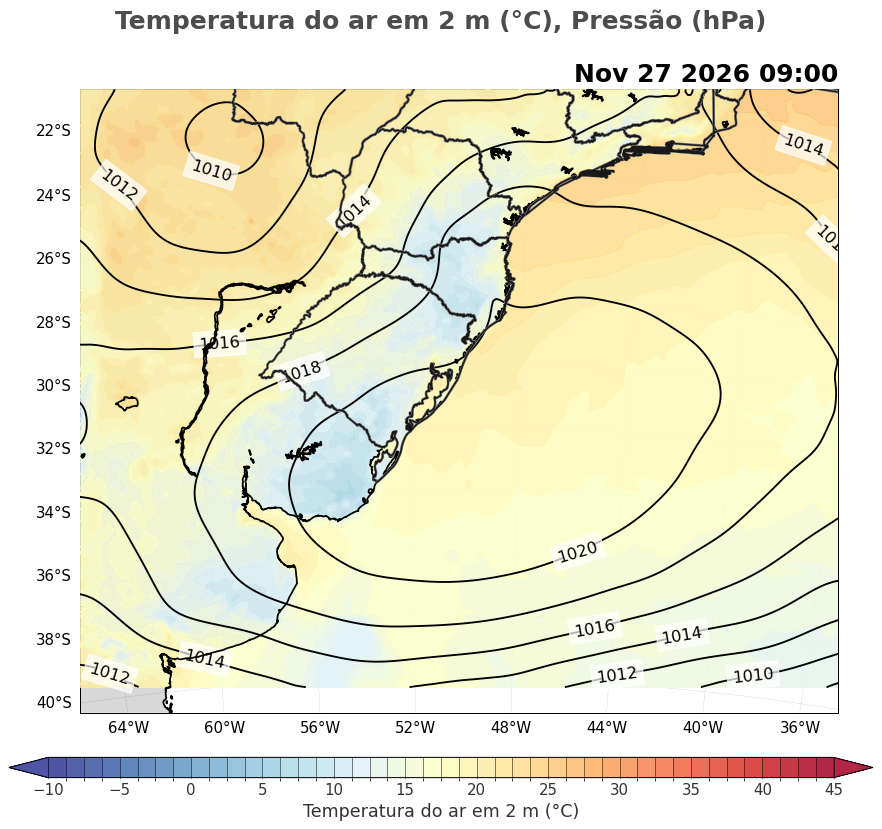 Temperatura do ar em 2 m (°C), Pressão (hPa)
Nov 27 2026 09:00
22°S
24°S
26°S
28°S
30°S
32°S
34°S
36°S
38°S
40°S
1010
1012
1014
1014
1016
1018
1020
1016
1014
1014
1012
1012
1010
64°W 60°W 56°W 52°W 48°W 44°W 40°W 36°W
−10 −5 0 5 10 15 20 25 30 35 40 45
Temperatura do ar em 2 m (°C)